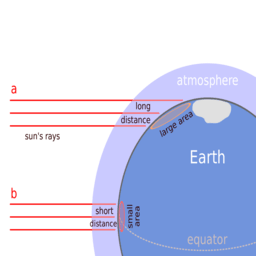 atmosphere
a
long
distance
large area
sun's rays
Earth
b
short
distance
small
area
equator